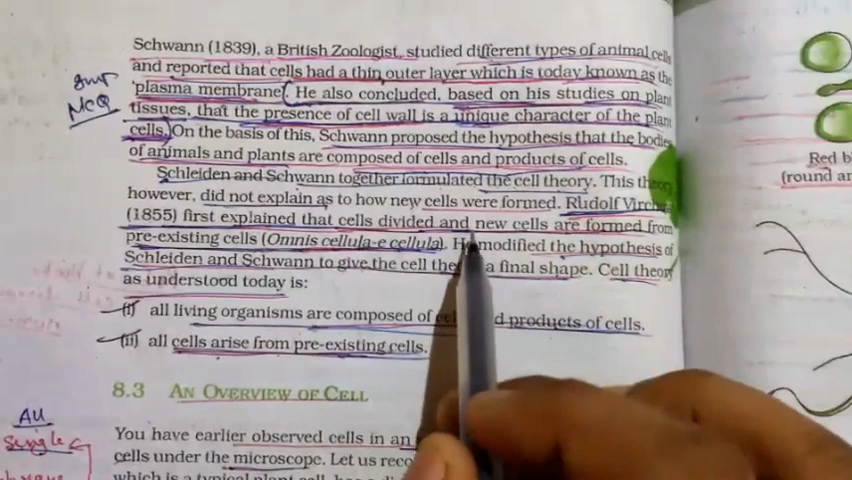 Schwann (1839), a British Zoologist, studied different types of animal cells
and reported that cells had a thin outer layer which is today known as the
'plasma membrane'. He also concluded, based on his studies on plant
tissues, that the presence of cell wall is a unique character of the plant
cells. On the basis of this, Schwann proposed the hypothesis that the bodies
of animals and plants are composed of cells and products of cells.
Schleiden and Schwann together formulated the cell theory. This theory
however, did not explain as to how new cells were formed. Rudolf Virchow
(1855) first explained that cells divided and new cells are formed from
pre-existing cells (Omnis cellula-e cellula). He modified the hypothesis of
Schleiden and Schwann to give the cell a final shape. Cell theory
as understood today is:
(i) all living organisms are composed of products of cells.
(ii) all cells arise from pre-existing cells.
8.3 AN OVERVIEW OF CELL
You have earlier observed cells in an
cells under the microscope. Let us
which is a typical plant cell
MCQ
All
Single
Red
(round